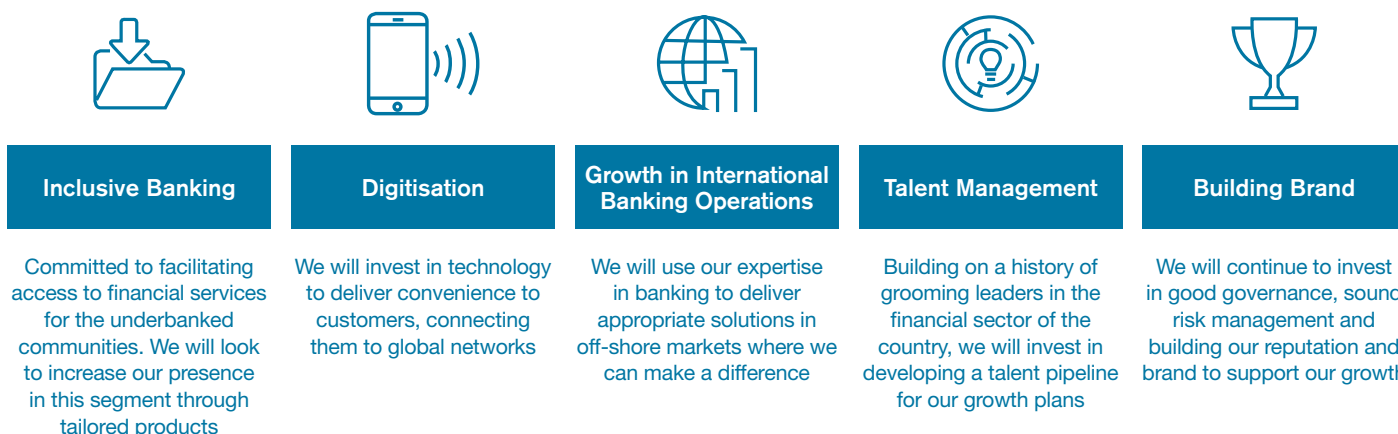 Inclusive Banking
Committed to facilitating
access to financial services
for the underbanked
communities. We will look
to increase our presence
in this segment through
tailored products
Digitisation
We will invest in technology
to deliver convenience to
customers, connecting
them to global networks
Growth in International
Banking Operations
We will use our expertise
in banking to deliver
appropriate solutions in
off-shore markets where we
can make a difference
Talent Management
Building on a history of
grooming leaders in the
financial sector of the
country, we will invest in
developing a talent pipeline
for our growth plans
Building Brand
We will continue to invest
in good governance, sound
risk management and
building our reputation and
brand to support our growth